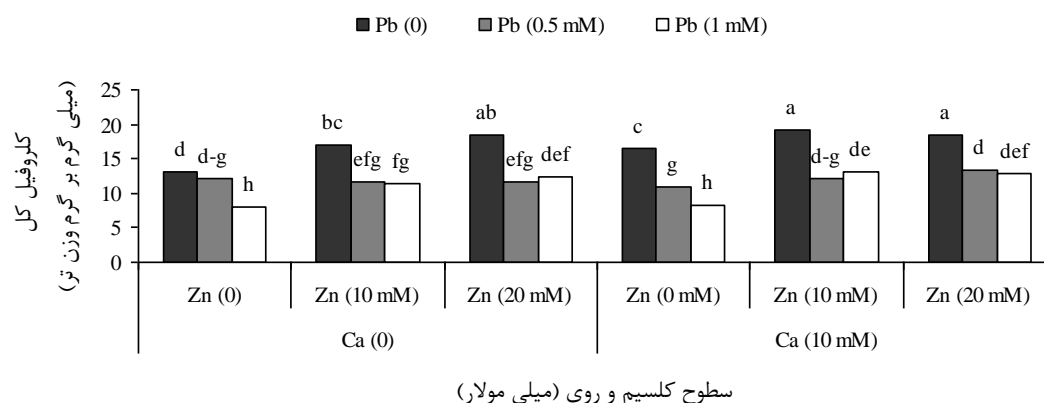 Pb (0) Pb (0.5 mM) Pb (1 mM)
کلروفیل کل
(میلی گرم بر گرم وزن تر)
25
20
15
10
5
0
d d-g h bc efg fg ab efg def c g h a d-g de a d def
Zn (0) Zn (10 mM) Zn (20 mM) Zn (0 mM) Zn (10 mM) Zn (20 mM)
Ca (0) Ca (10 mM)
سطوح کلسیم و روی (میلی مولار)